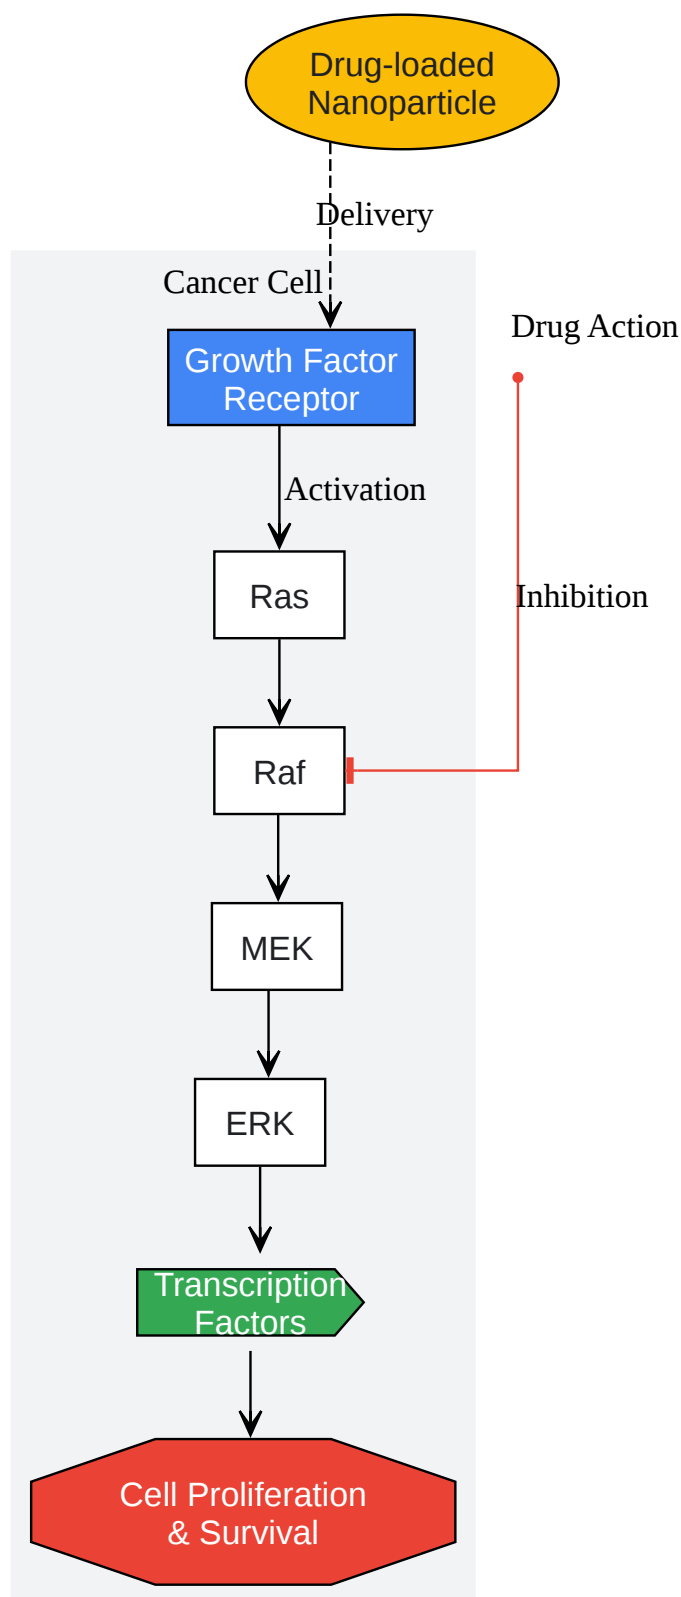 Drug-loaded
Nanoparticle
Delivery
Cancer Cell
Drug Action
Growth Factor
Receptor
Activation
Ras
Inhibition
Raf
MEK
ERK
Transcription
Factors
Cell Proliferation
& Survival